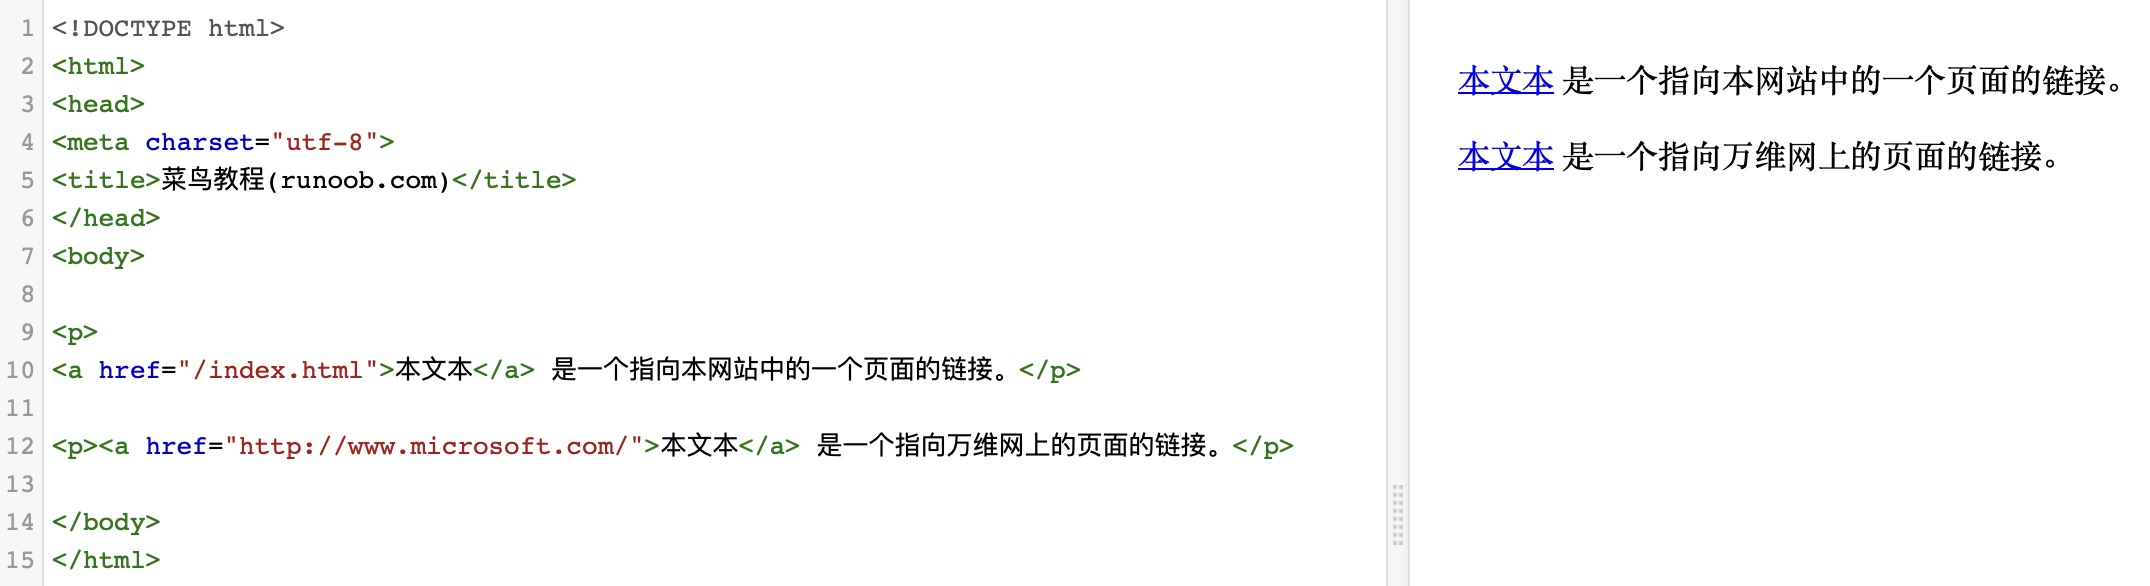 1 <!DOCTYPE html>
2 <html>
3 <head>
4 <meta charset="utf-8">
5 <title>菜鸟教程(runoob.com)</title>
6 </head>
7 <body>
8
9 <p>
10 <a href="/index.html">本文本</a> 是一个指向本网站中的一个页面的链接。</p>
11
12 <p><a href="http://www.microsoft.com/">本文本</a> 是一个指向万维网上的页面的链接。</p>
13
14 </body>
15 </html>
本文本 是一个指向本网站中的一个页面的链接。
本文本 是一个指向万维网上的页面的链接。